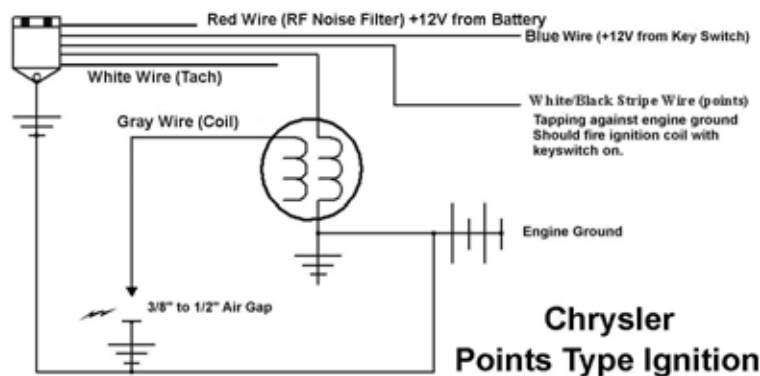 Red Wire (RF Noise Filter) +12V from Battery
Blue Wire (+12V from Key Switch)
White Wire (Tach)
White/Black Stripe Wire (points)
Tapping against engine ground
Should fire ignition coil with
keyswitch on.
Gray Wire (Coil)
Engine Ground
3/8" to 1/2" Air Gap
Chrysler
Points Type Ignition